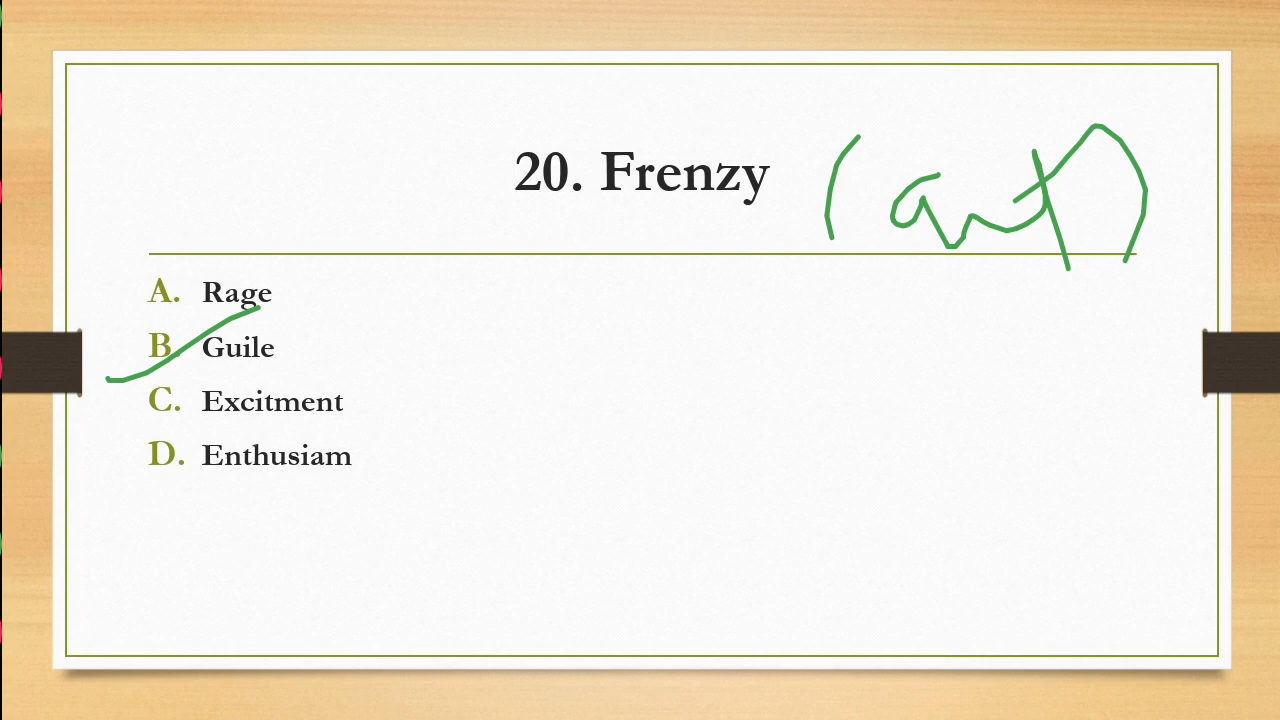 20. Frenzy (ant)
A. Rage
B. Guile
C. Excitment
D. Enthusiam